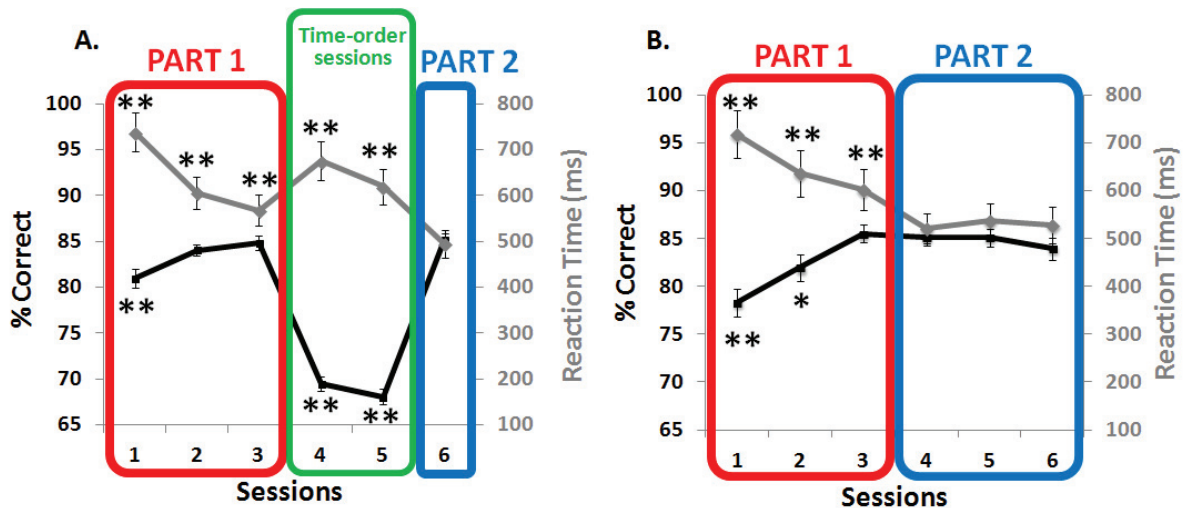 A.
PART 1
Time-order
sessions
PART 2
% Correct
100
95
90
85
80
75
70
65
**
**
**
**
**
**
**
**
800
700
600
500
400
300
200
100
Reaction Time (ms)
1 2 3 4 5 6
Sessions
B.
PART 1
PART 2
% Correct
100
95
90
85
80
75
70
65
**
**
**
**
*
800
700
600
500
400
300
200
100
Reaction Time (ms)
1 2 3 4 5 6
Sessions